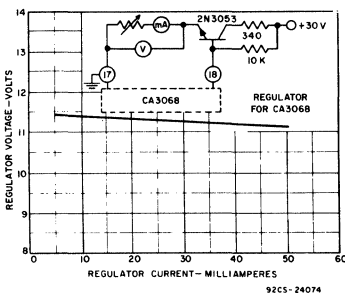 14
13
12
11
10
9
8
REGULATOR VOLTAGE-VOLTS
mA
V
2N3053
340
10 K
+30 V
17
18
CA3068
REGULATOR
FOR CA3068
0
10
20
30
40
50
60
REGULATOR CURRENT-MILLIAMPERES
92CS-24074